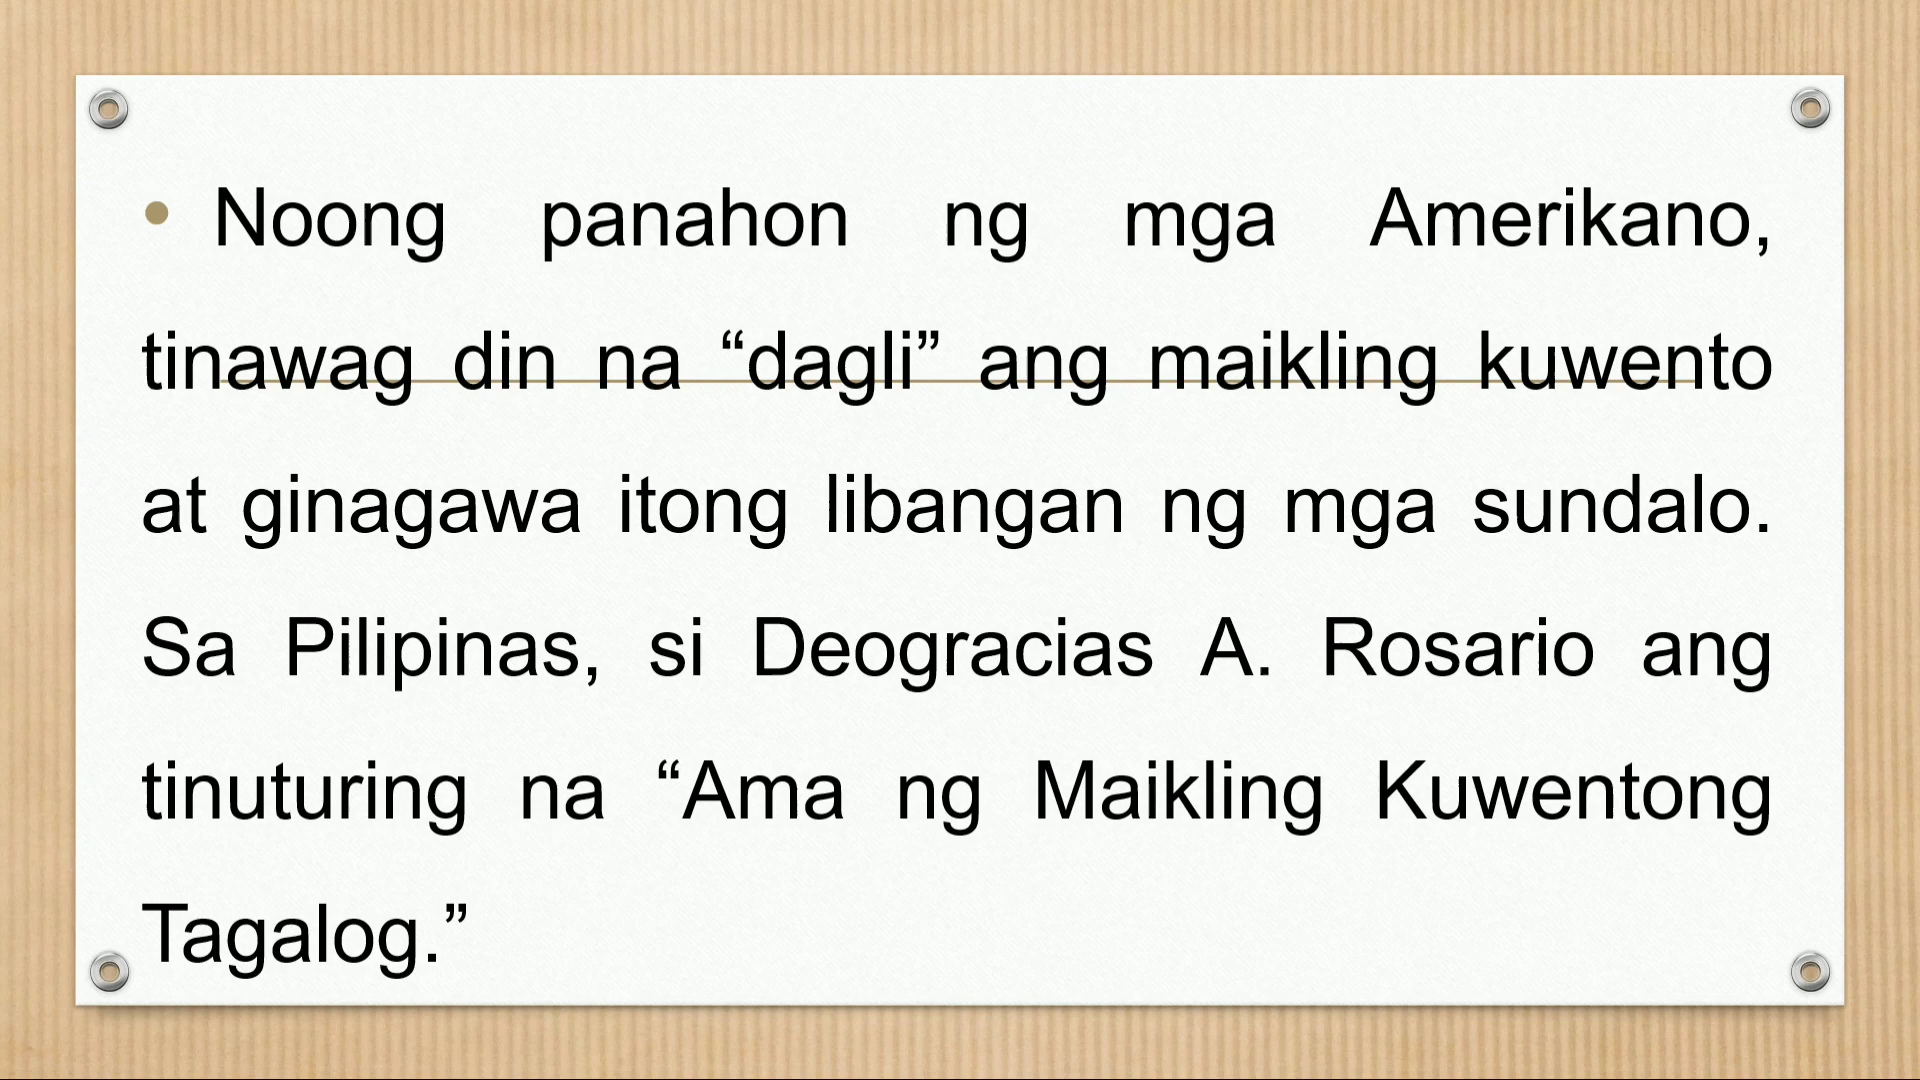 • Noong panahon ng mga Amerikano,
tinawag din na “dagli” ang maikling kuwento
at ginagawa itong libangan ng mga sundalo.
Sa Pilipinas, si Deogracias A. Rosario ang
tinuturing na “Ama ng Maikling Kuwentong
Tagalog.”